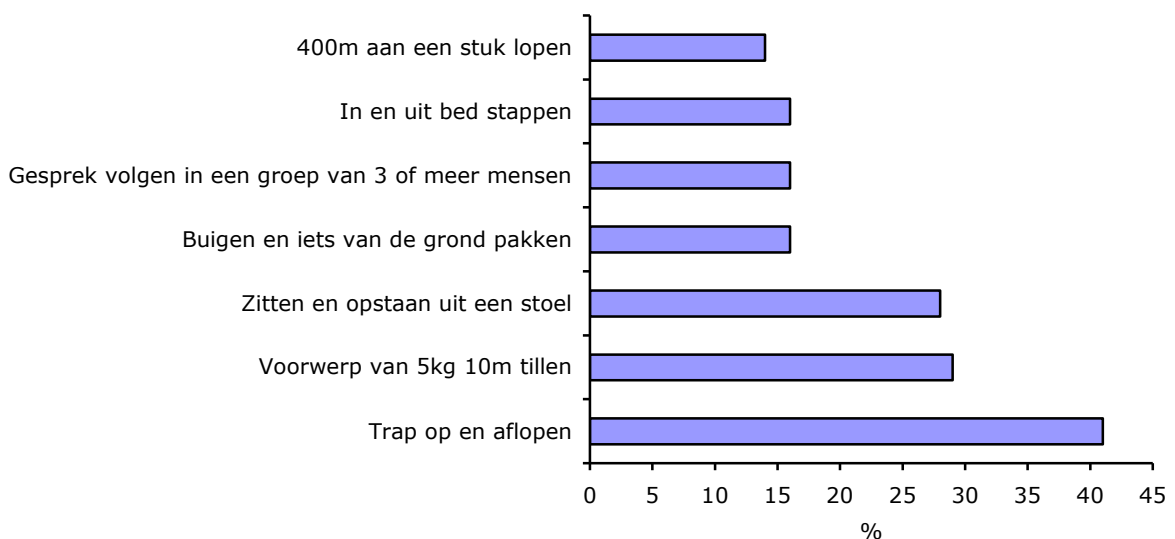 400m aan een stuk lopen
In en uit bed stappen
Gesprek volgen in een groep van 3 of meer mensen
Buigen en iets van de grond pakken
Zitten en opstaan uit een stoel
Voorwerp van 5kg 10m tillen
Trap op en aflopen
0 5 10 15 20 25 30 35 40 45
%